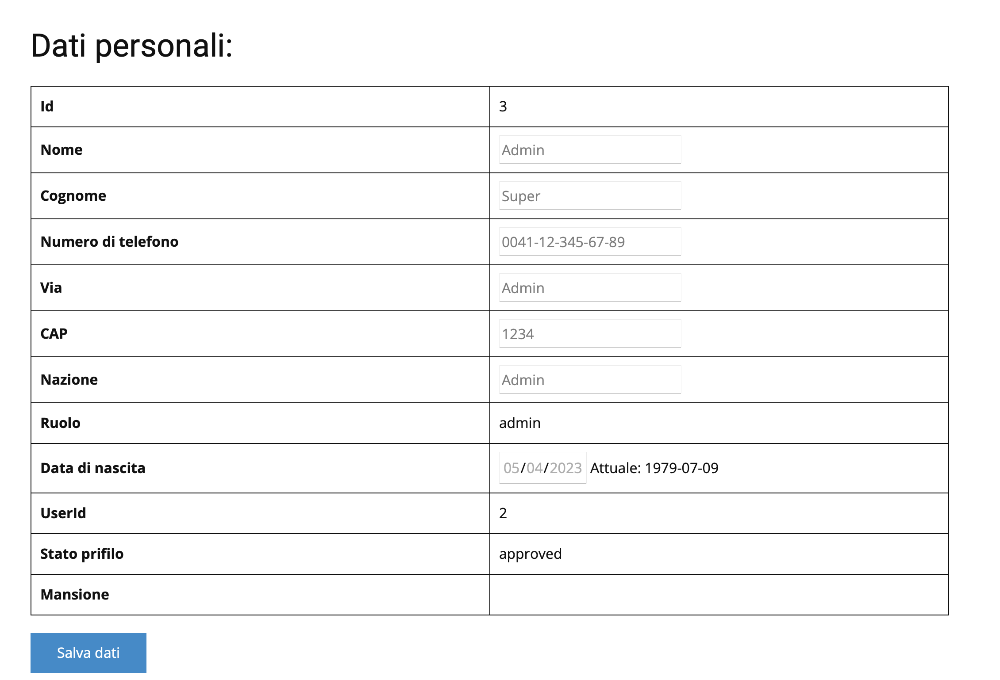 Dati personali:
Id 3
Nome Admin
Cognome Super
Numero di telefono 0041-12-345-67-89
Via Admin
CAP 1234
Nazione Admin
Ruolo admin
Data di nascita 05/04/2023 Attuale: 1979-07-09
UserId 2
Stato prifilo approved
Mansione
Salva dati